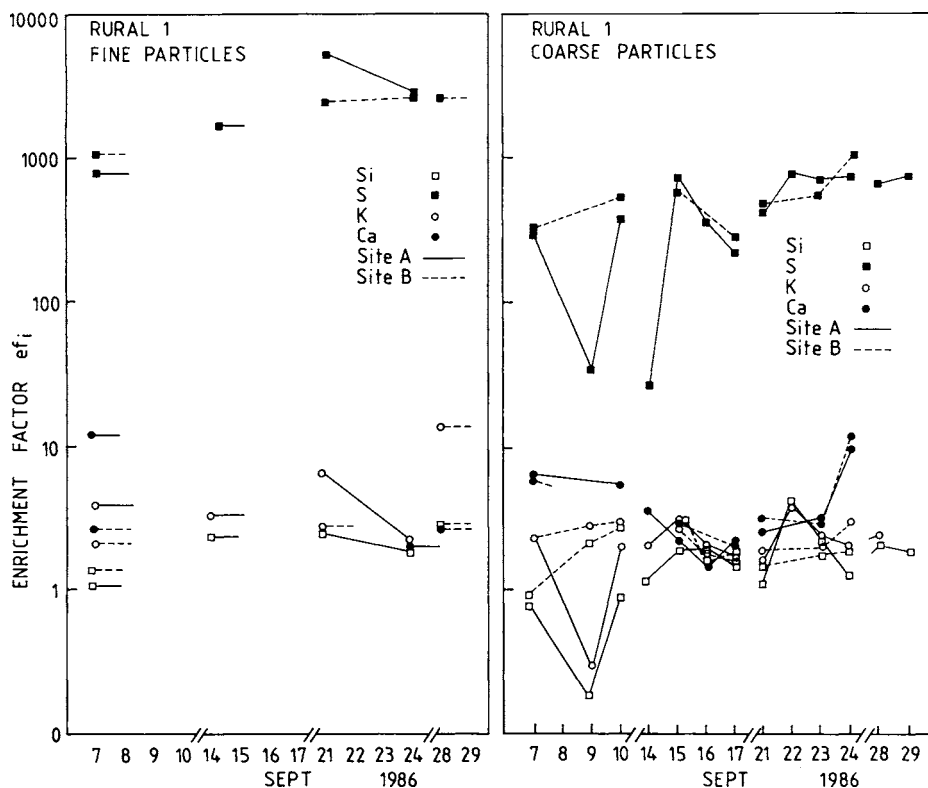 10000
1000
100
10
1
0
ENRICHMENT FACTOR efi
RURAL 1
FINE PARTICLES
Si
S
K
Ca
Site A
Site B
7 8 9 10 14 15 17 21 22 23 24 28 29
SEPT 1986
RURAL 1
COARSE PARTICLES
Si
S
K
Ca
Site A
Site B
7 9 10 14 15 16 17 21 22 23 24 28 29
SEPT 1986